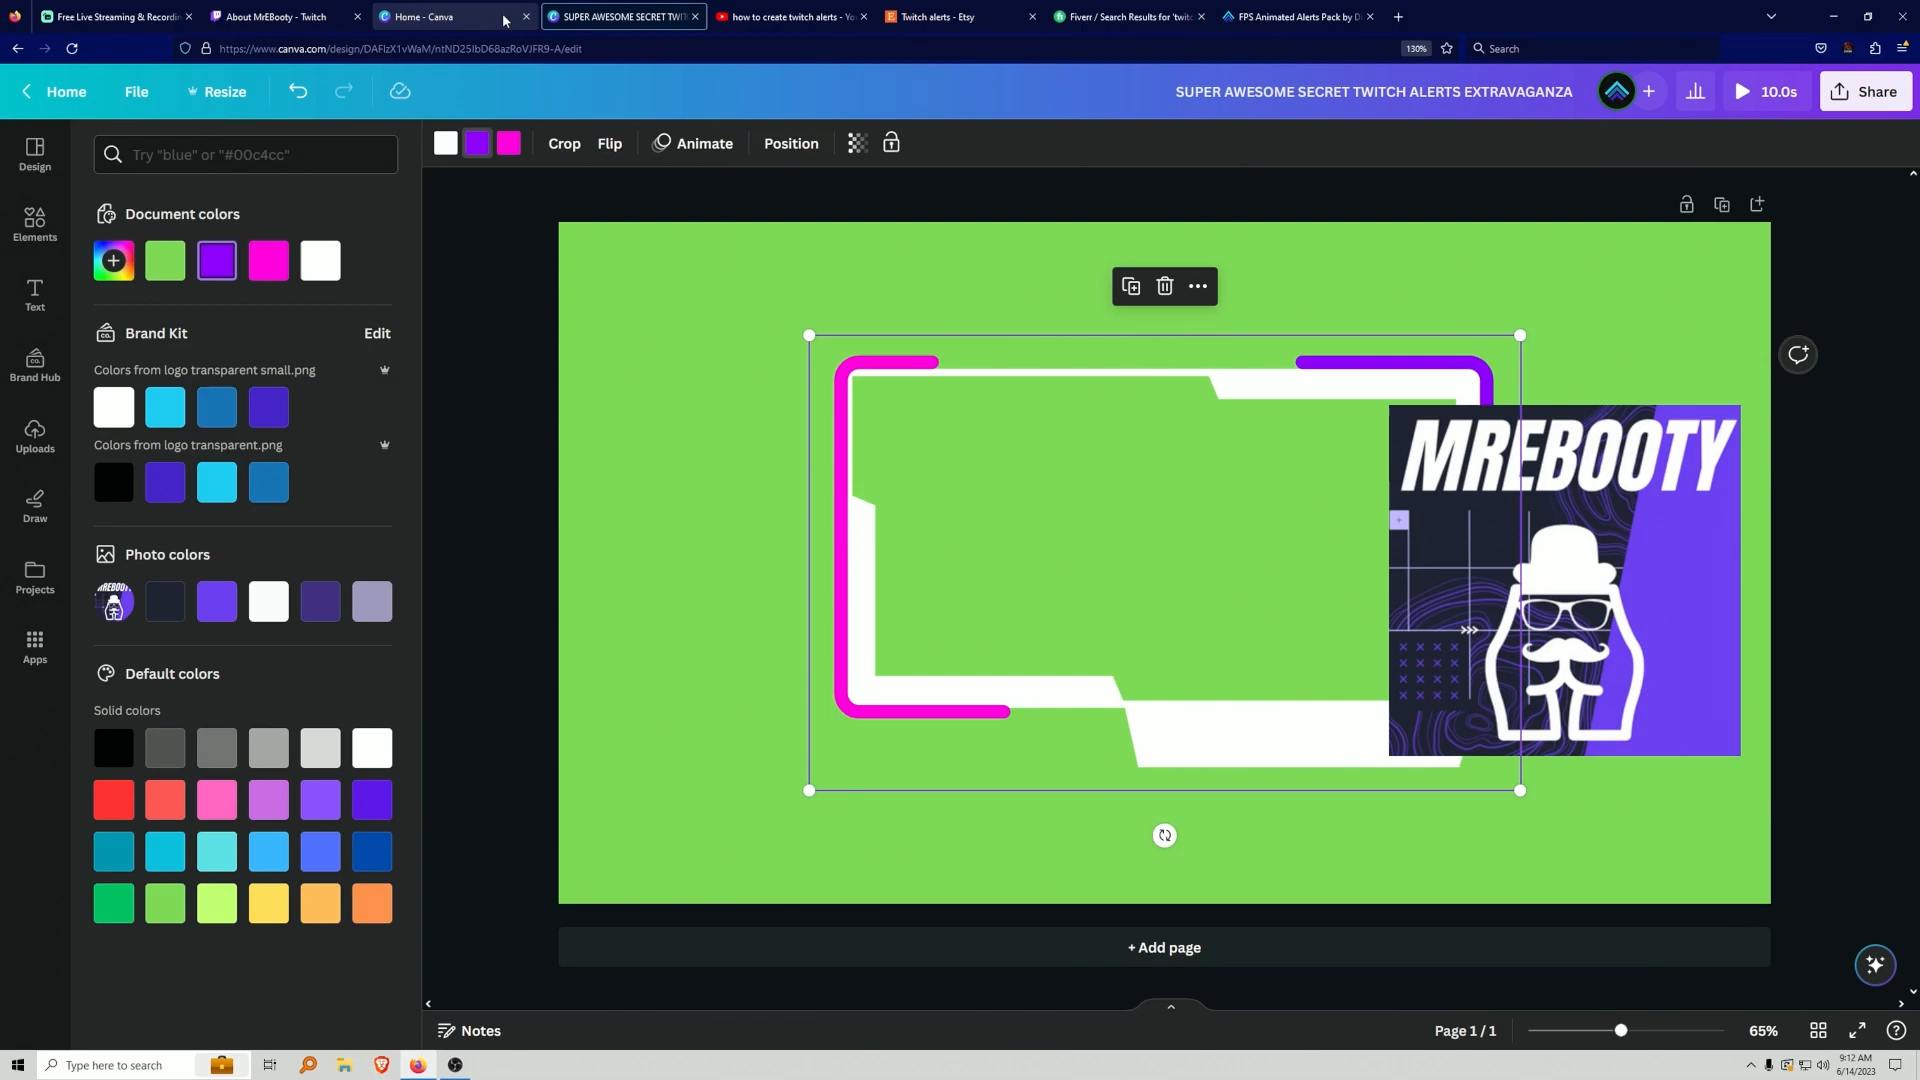 Free Live Streaming & Recordin
About MrEBooty - Twitch
Home - Canva
SUPER AWESOME SECRET TWIT
how to create twitch alerts - Yo
Twitch alerts - Etsy
Fiverr / Search Results for 'twitc
FPS Animated Alerts Pack by D
https://www.canva.com/design/DAFlzX1vWaM/ntND25IbD68azRoVJFR9-A/edit
130%
Search
Home
File
Resize
SUPER AWESOME SECRET TWITCH ALERTS EXTRAVAGANZA
10.0s
Share
Try "blue" or "#00c4cc"
Crop
Flip
Animate
Position
Design
Elements
Text
Brand Hub
Uploads
Draw
Projects
Apps
Document colors
Brand Kit
Edit
Colors from logo transparent small.png
Colors from logo transparent.png
Photo colors
MREBOOTY
Default colors
Solid colors
MREBOOTY
+ Add page
Notes
Page 1 / 1
65%
Type here to search
9:12 AM
6/14/2023